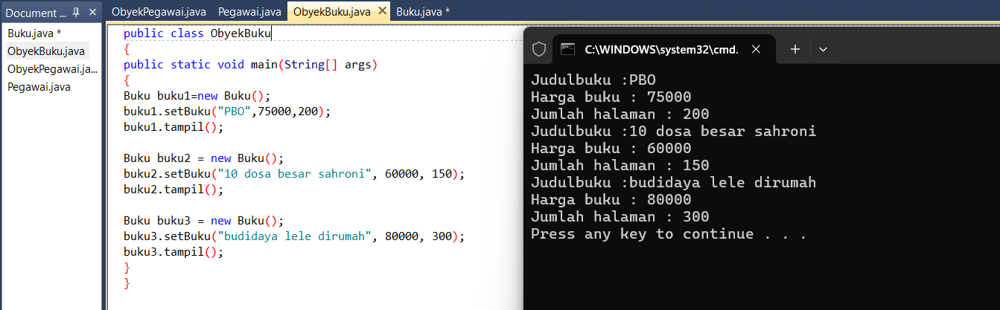 Document ...
Buku.java *
ObyekBuku.java
ObyekPegawai.ja...
Pegawai.java
ObyekPegawai.java Pegawai.java ObyekBuku.java Buku.java *
public class ObyekBuku
{
public static void main(String[] args)
{
Buku buku1=new Buku();
buku1.setBuku("PBO",75000,200);
buku1.tampil();
Buku buku2 = new Buku();
buku2.setBuku("10 dosa besar sahroni", 60000, 150);
buku2.tampil();
Buku buku3 = new Buku();
buku3.setBuku("budidaya lele dirumah", 80000, 300);
buku3.tampil();
}
}
C:\WINDOWS\system32\cmd.
Judulbuku :PBO
Harga buku : 75000
Jumlah halaman : 200
Judulbuku :10 dosa besar sahroni
Harga buku : 60000
Jumlah halaman : 150
Judulbuku :budidaya lele dirumah
Harga buku : 80000
Jumlah halaman : 300
Press any key to continue . . .